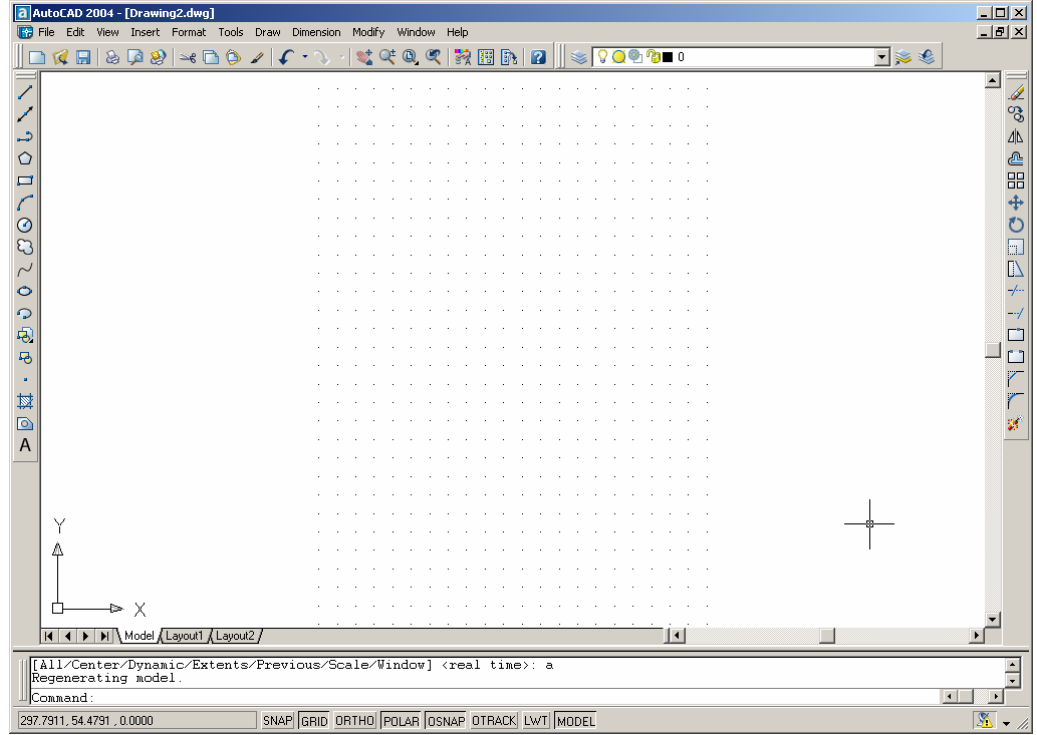 AutoCAD 2004 - [Drawing2.dwg]
File Edit View Insert Format Tools Draw Dimension Modify Window Help
0
A
Y
X
Model Layout1 Layout2
[All/Center/Dynamic/Extents/Previous/Scale/Window] <real time>: a
Regenerating model.
Command:
297.7911, 54.4791 , 0.0000 SNAP GRID ORTHO POLAR OSNAP OTRACK LWT MODEL